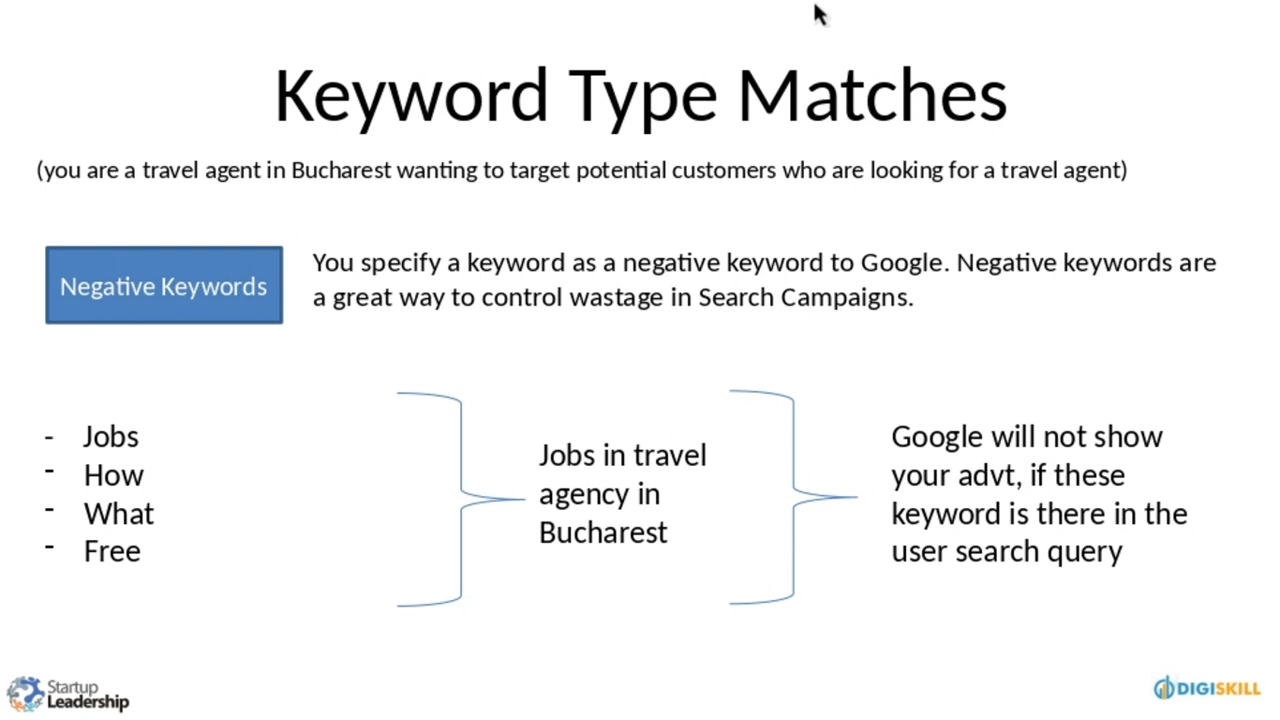 Keyword Type Matches
(you are a travel agent in Bucharest wanting to target potential customers who are looking for a travel agent)
Negative Keywords
You specify a keyword as a negative keyword to Google. Negative keywords are
a great way to control wastage in Search Campaigns.
- Jobs
- How
- What
- Free
Jobs in travel
agency in
Bucharest
Google will not show
your advt, if these
keyword is there in the
user search query
Startup
Leadership
DIGISKILL